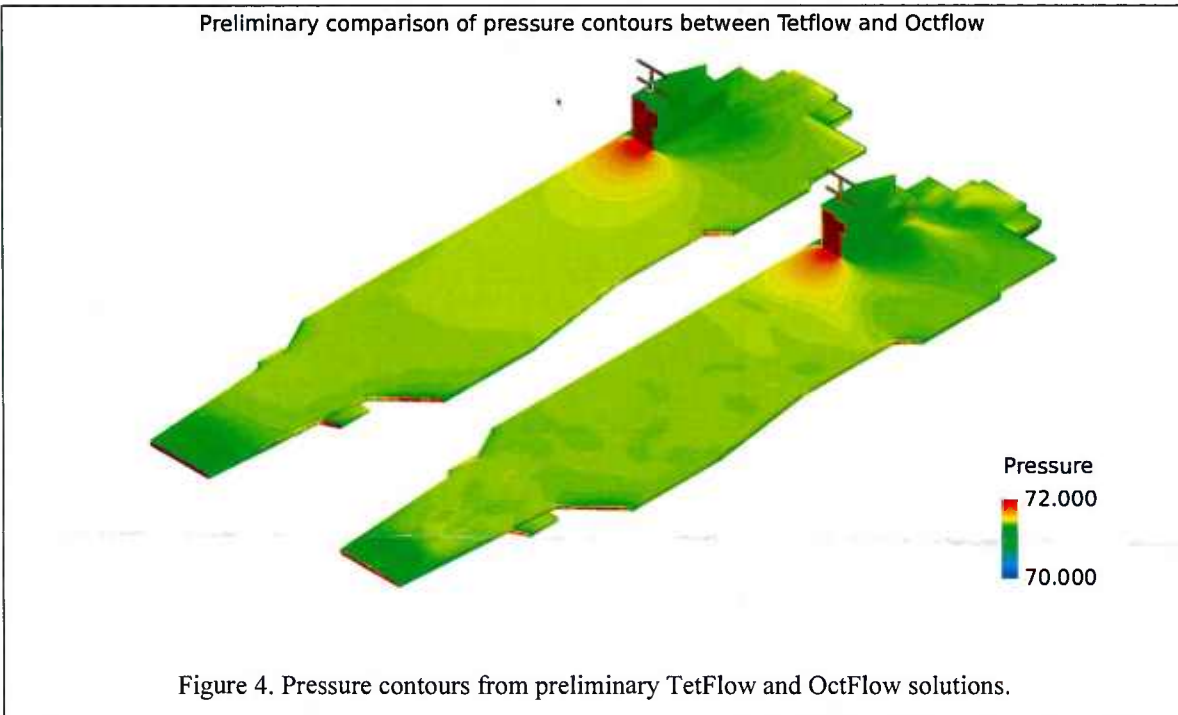 Preliminary comparison of pressure contours between Tetflow and Octflow
Pressure
72.000
70.000
Figure 4. Pressure contours from preliminary TetFlow and OctFlow solutions.